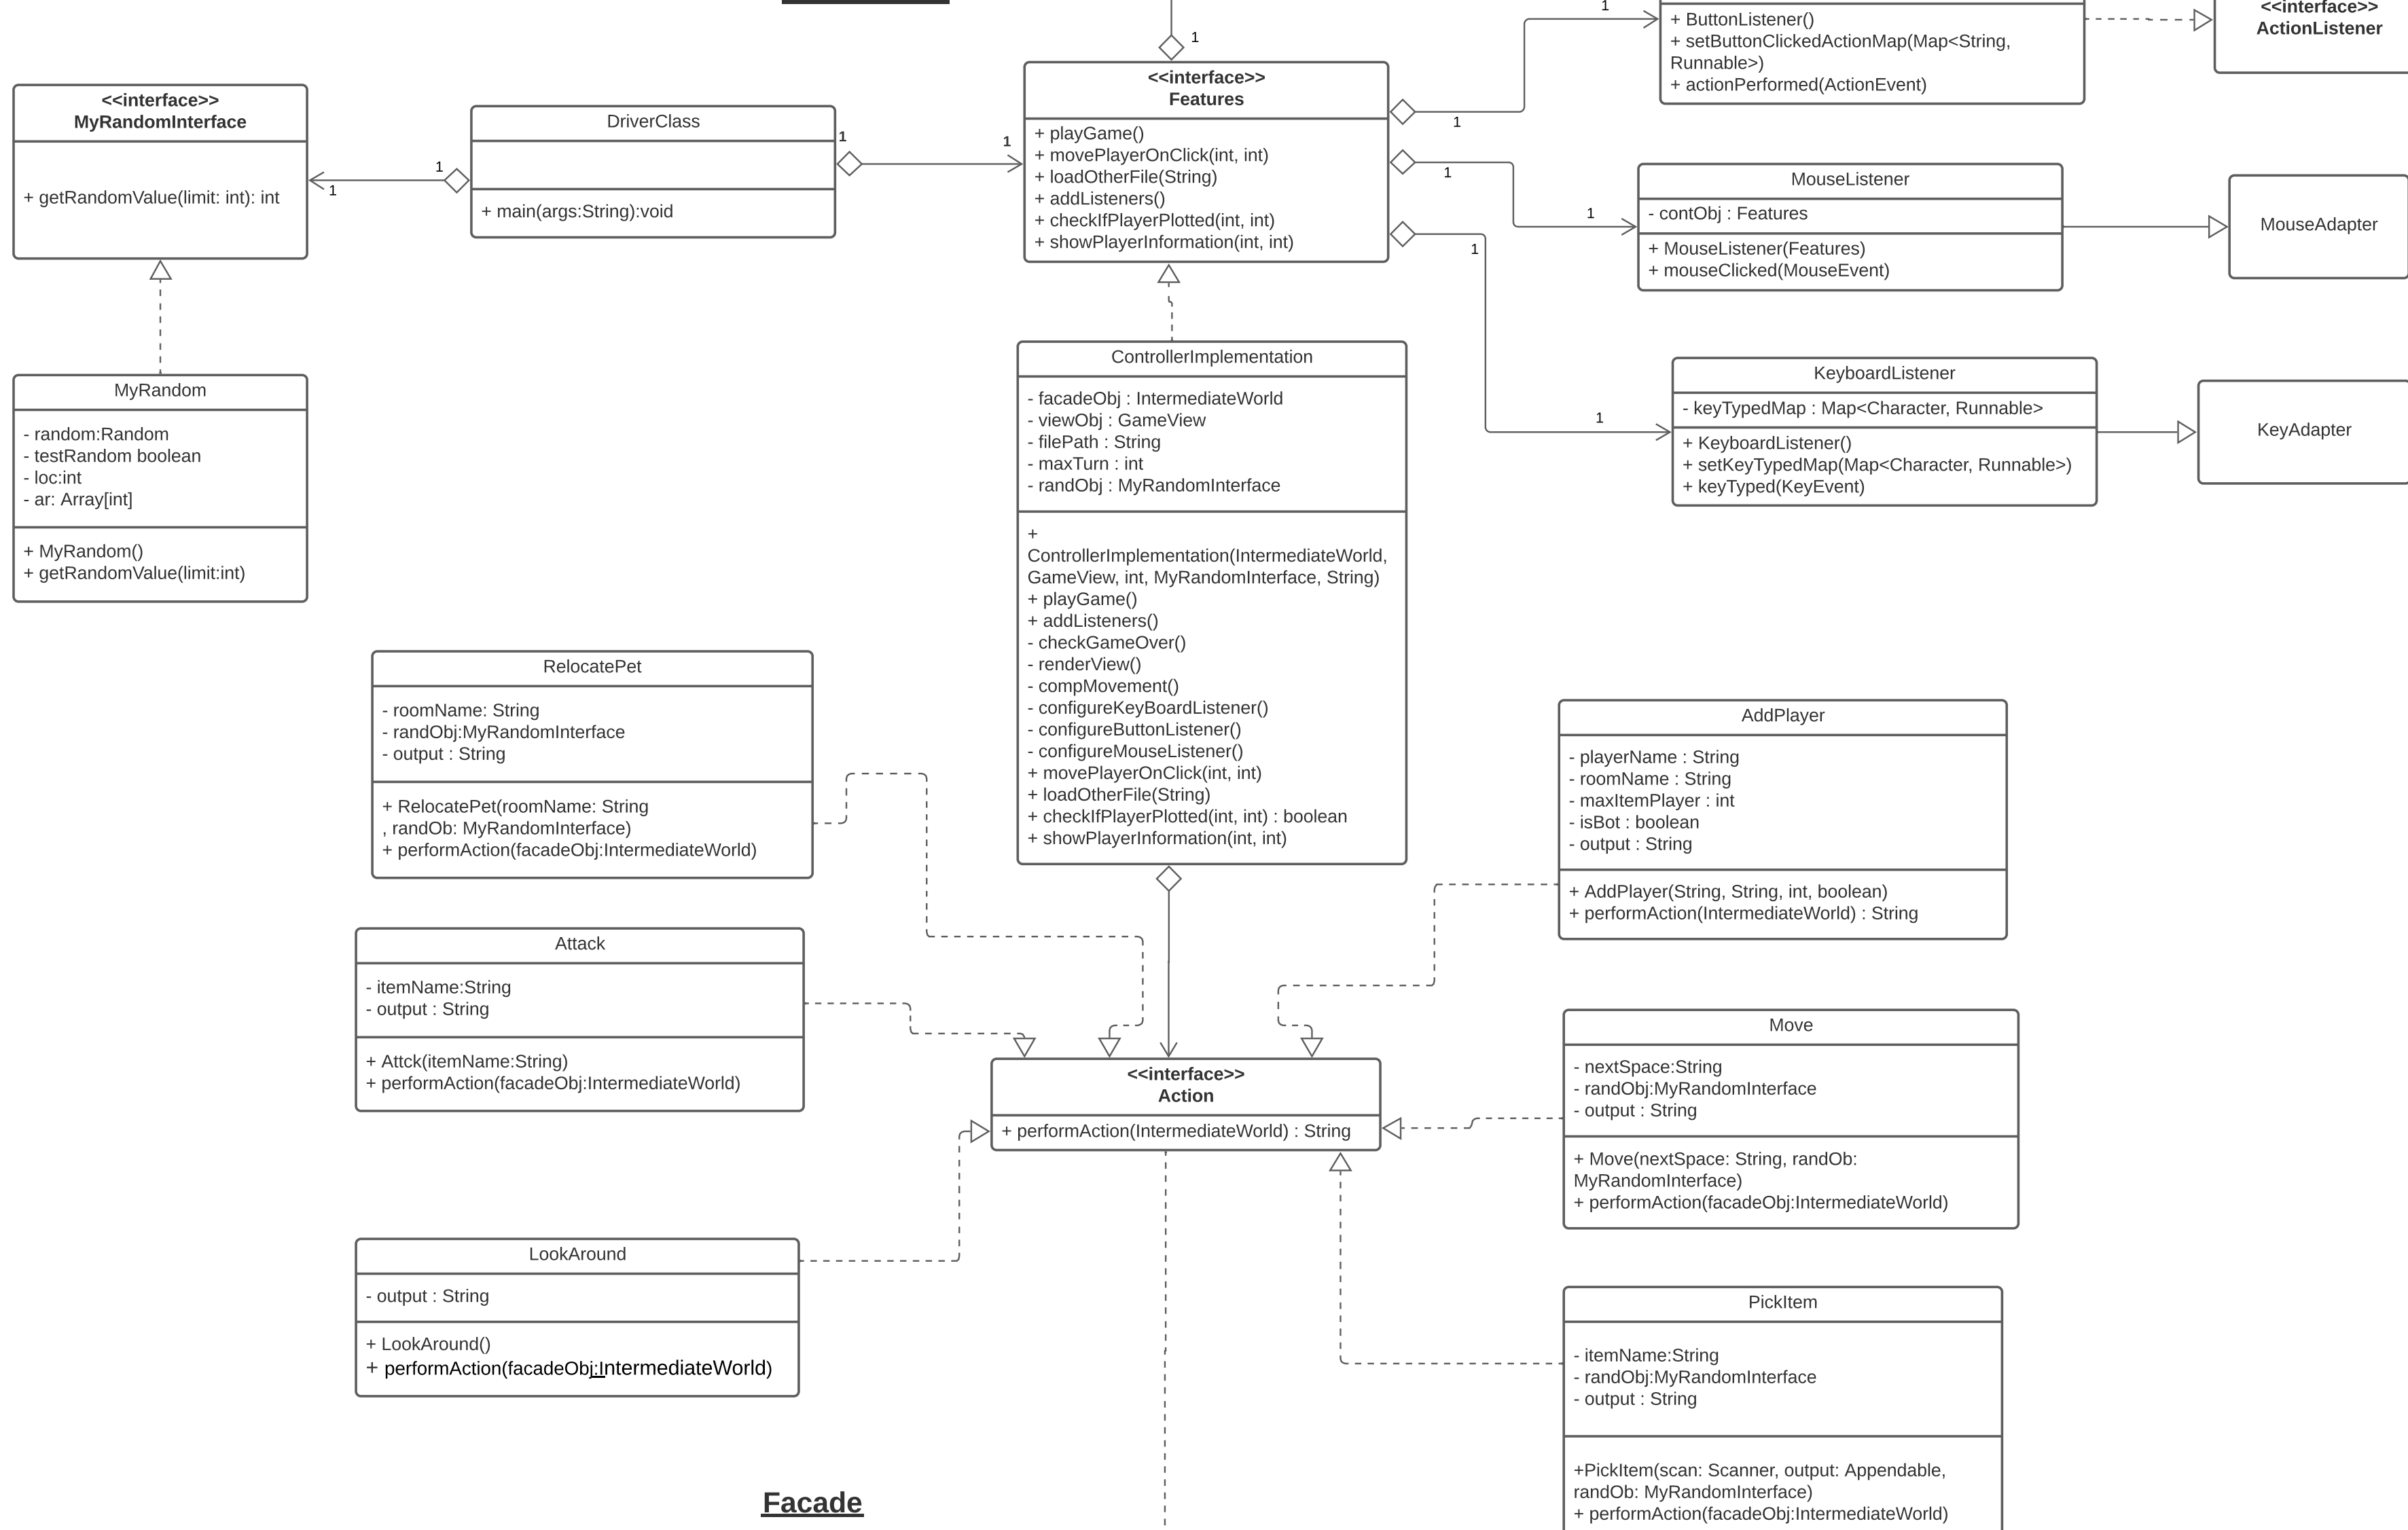 1
1
+ ButtonListener()
+ setButtonClickedActionMap(Map<String,
Runnable>)
+ actionPerformed(ActionEvent)
<<interface>>
ActionListener
<<interface>>
MyRandomInterface
+ getRandomValue(limit: int): int
1
1
DriverClass
+ main(args:String):void
1
1
<<interface>>
Features
+ playGame()
+ movePlayerOnClick(int, int)
+ loadOtherFile(String)
+ addListeners()
+ checkIfPlayerPlotted(int, int)
+ showPlayerInformation(int, int)
1
1
1
1
1
MouseListener
- contObj : Features
+ MouseListener(Features)
+ mouseClicked(MouseEvent)
MouseAdapter
KeyboardListener
- keyTypedMap : Map<Character, Runnable>
+ KeyboardListener()
+ setKeyTypedMap(Map<Character, Runnable>)
+ keyTyped(KeyEvent)
KeyAdapter
MyRandom
- random:Random
- testRandom boolean
- loc:int
- ar: Array[int]
+ MyRandom()
+ getRandomValue(limit:int)
ControllerImplementation
- facadeObj : IntermediateWorld
- viewObj : GameView
- filePath : String
- maxTurn : int
- randObj : MyRandomInterface
+
ControllerImplementation(IntermediateWorld,
GameView, int, MyRandomInterface, String)
+ playGame()
+ addListeners()
- checkGameOver()
- renderView()
- compMovement()
- configureKeyBoardListener()
- configureButtonListener()
- configureMouseListener()
+ movePlayerOnClick(int, int)
+ loadOtherFile(String)
+ checkIfPlayerPlotted(int, int) : boolean
+ showPlayerInformation(int, int)
RelocatePet
- roomName: String
- randObj:MyRandomInterface
- output : String
+ RelocatePet(roomName: String
, randOb: MyRandomInterface)
+ performAction(facadeObj:IntermediateWorld)
AddPlayer
- playerName : String
- roomName : String
- maxItemPlayer : int
- isBot : boolean
- output : String
+ AddPlayer(String, String, int, boolean)
+ performAction(IntermediateWorld) : String
Attack
- itemName:String
- output : String
+ Attck(itemName:String)
+ performAction(facadeObj:IntermediateWorld)
<<interface>>
Action
+ performAction(IntermediateWorld) : String
Move
- nextSpace:String
- randObj:MyRandomInterface
- output : String
+ Move(nextSpace: String, randOb:
MyRandomInterface)
+ performAction(facadeObj:IntermediateWorld)
LookAround
- output : String
+ LookAround()
+ performAction(facadeObj:IntermediateWorld)
PickItem
- itemName:String
- randObj:MyRandomInterface
- output : String
+PickItem(scan: Scanner, output: Appendable,
randOb: MyRandomInterface)
+ performAction(facadeObj:IntermediateWorld)
Facade